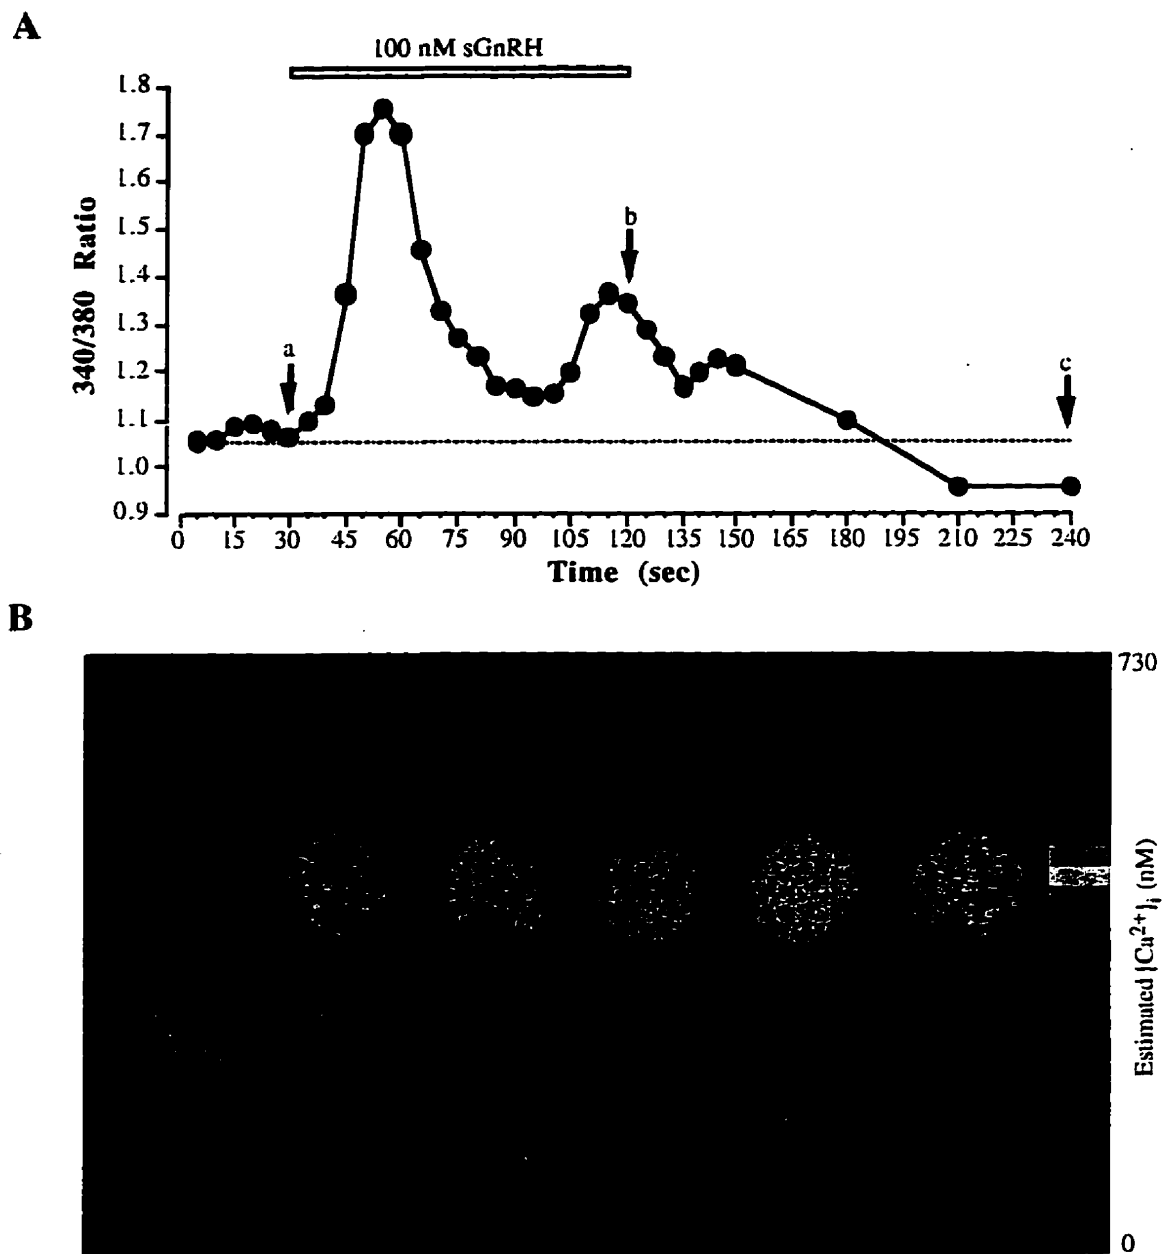 A
100 nM sGnRH
1.8
1.7
1.6
1.5
1.4
1.3
1.2
1.1
1.0
0.9
340/380 Ratio
a
b
c
0 15 30 45 60 75 90 105 120 135 150 165 180 195 210 225 240
Time (sec)
B
730
Estimated [Ca2+]i (nM)
0